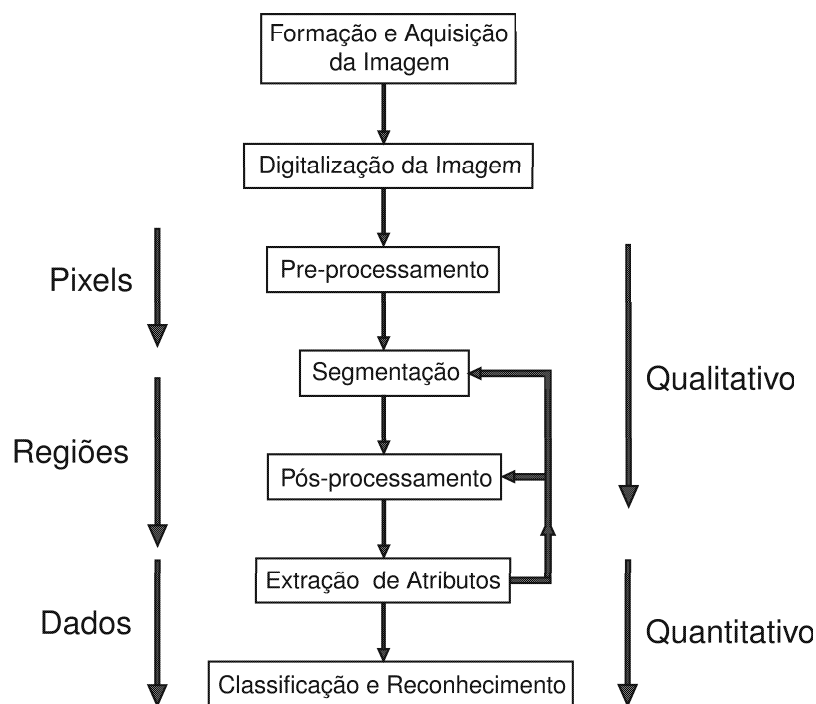 Formação e Aquisição
da Imagem
Digitalização da Imagem
Pixels
Pre-processamento
Segmentação
Qualitativo
Regiões
Pós-processamento
Extração de Atributos
Dados
Quantitativo
Classificação e Reconhecimento